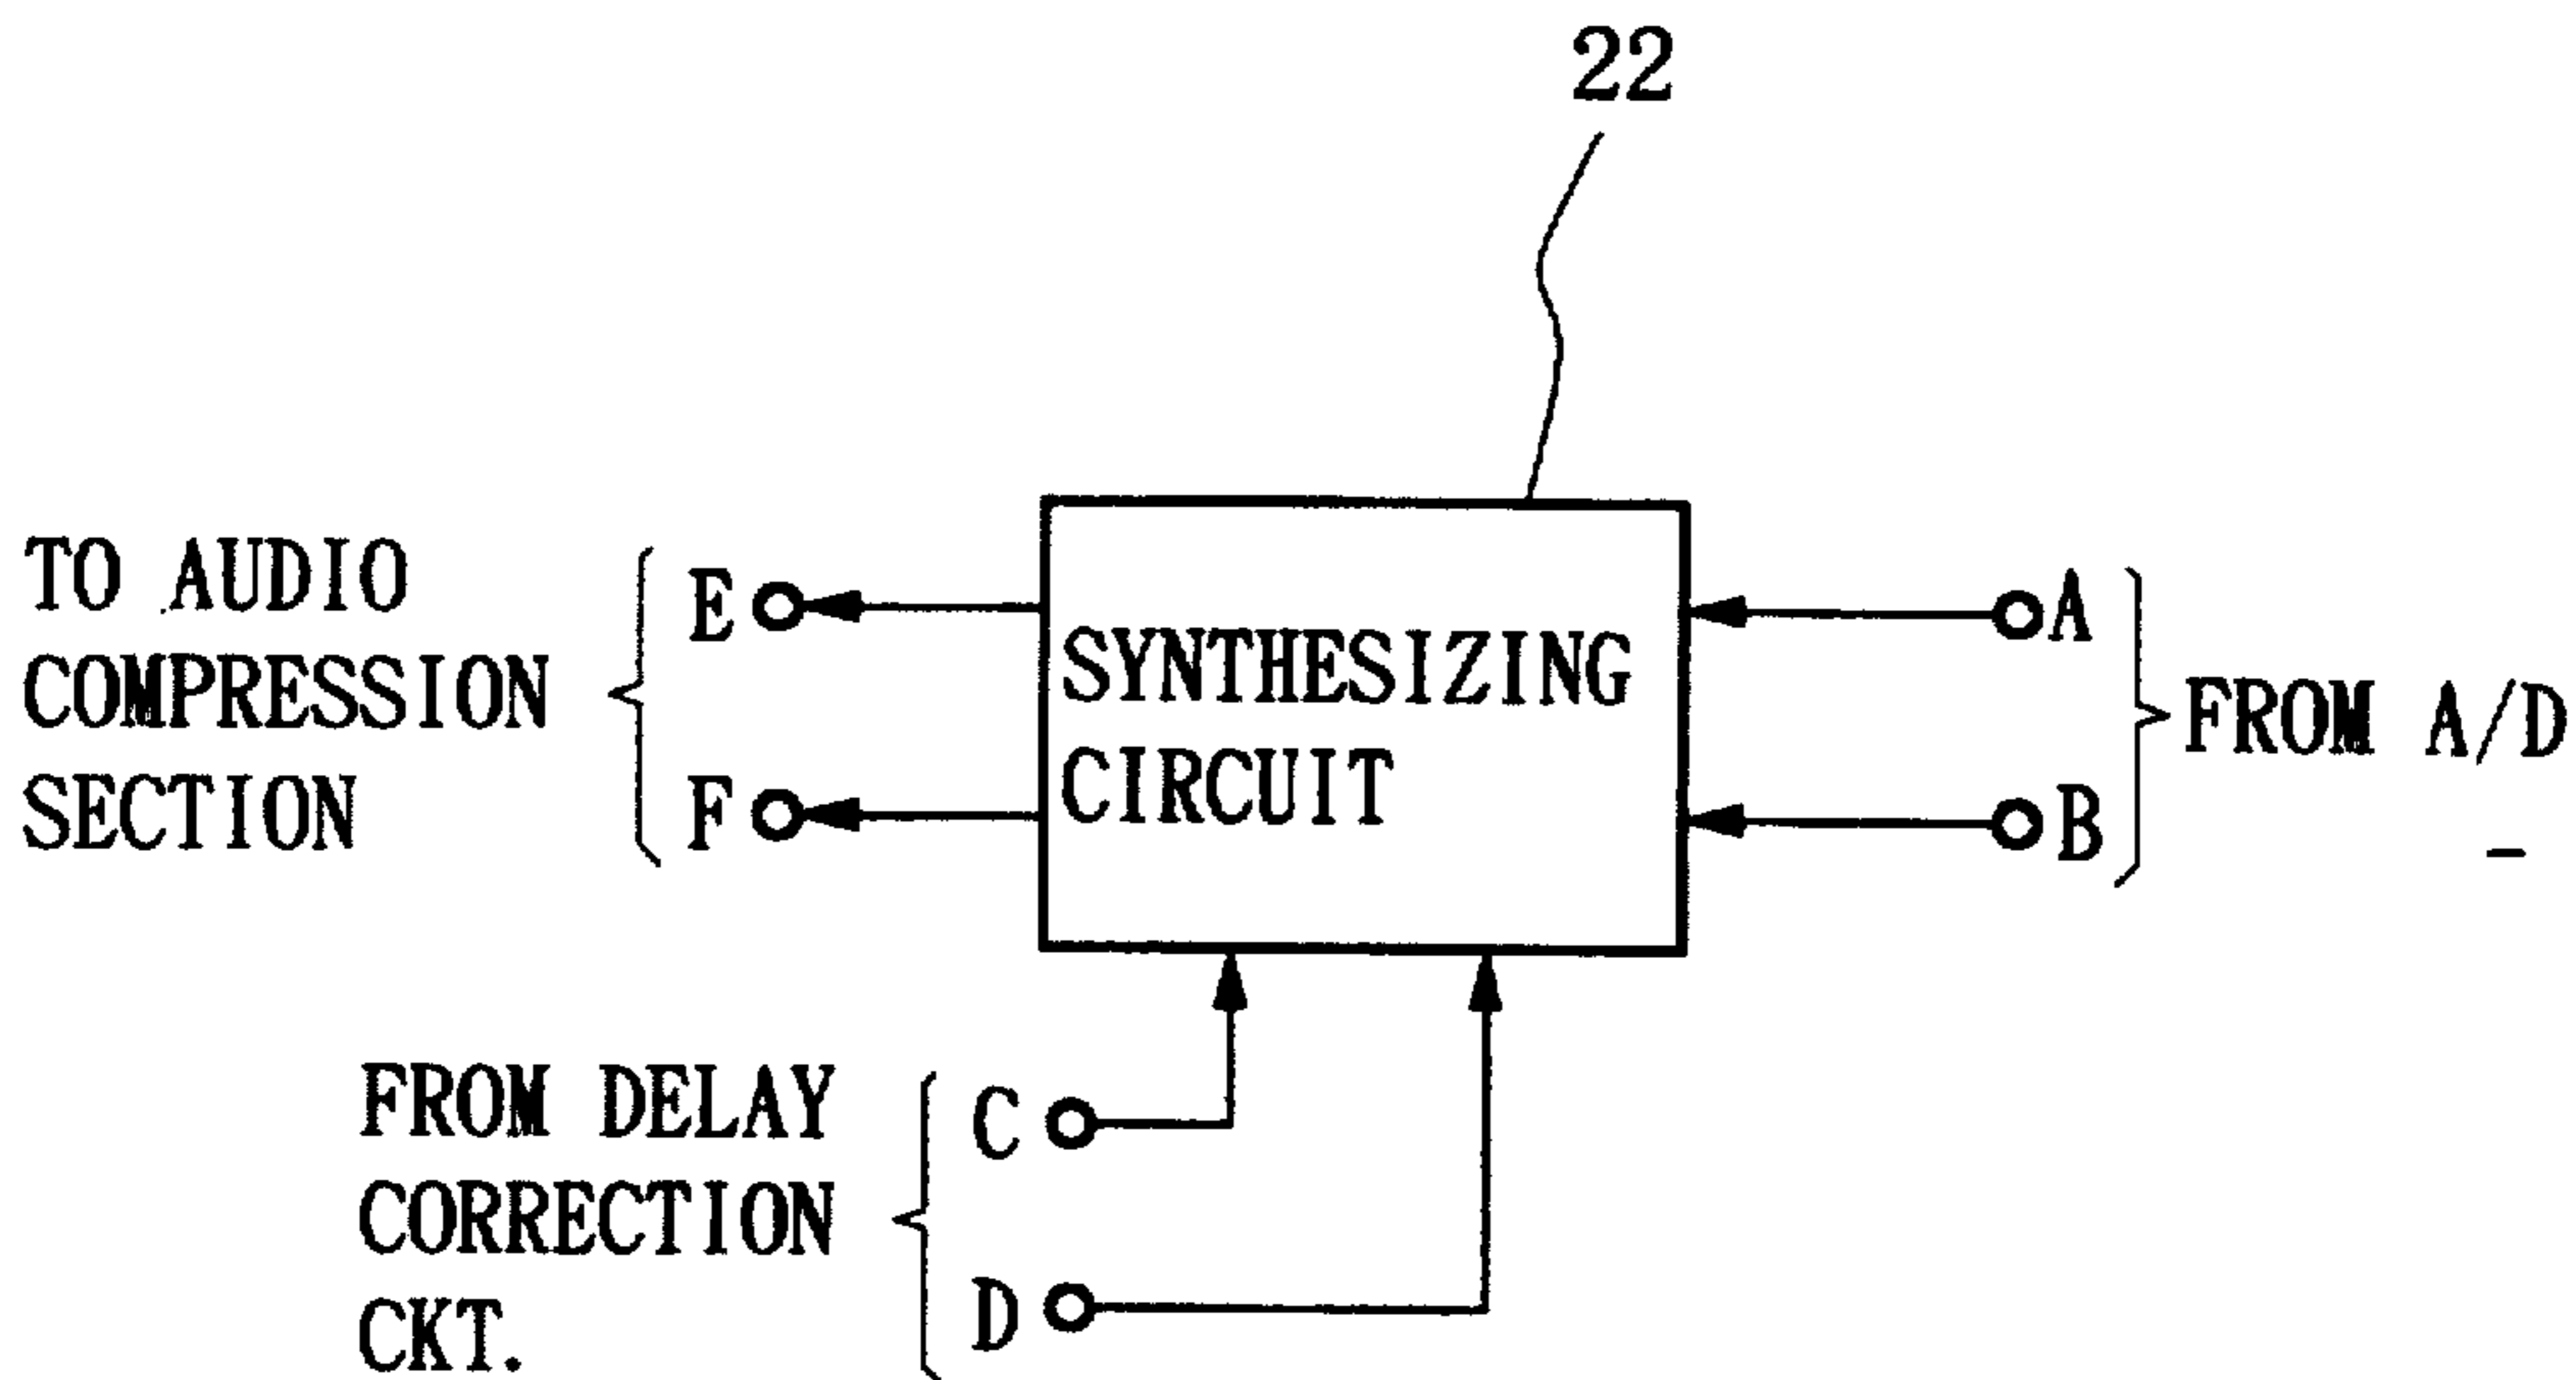 22
TO AUDIO
COMPRESSION
SECTION
E
F
SYNTHESIZING
CIRCUIT
A
B
FROM A/D
FROM DELAY
CORRECTION
CKT.
C
D